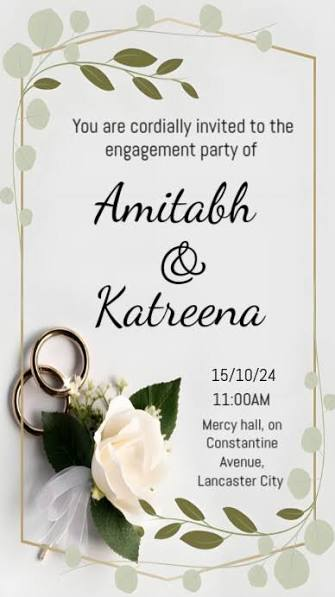 You are cordially invited to the
engagement party of
Amitabh
&
Katreena
15/10/24
11:00AM
Mercy hall, on
Constantine
Avenue,
Lancaster City